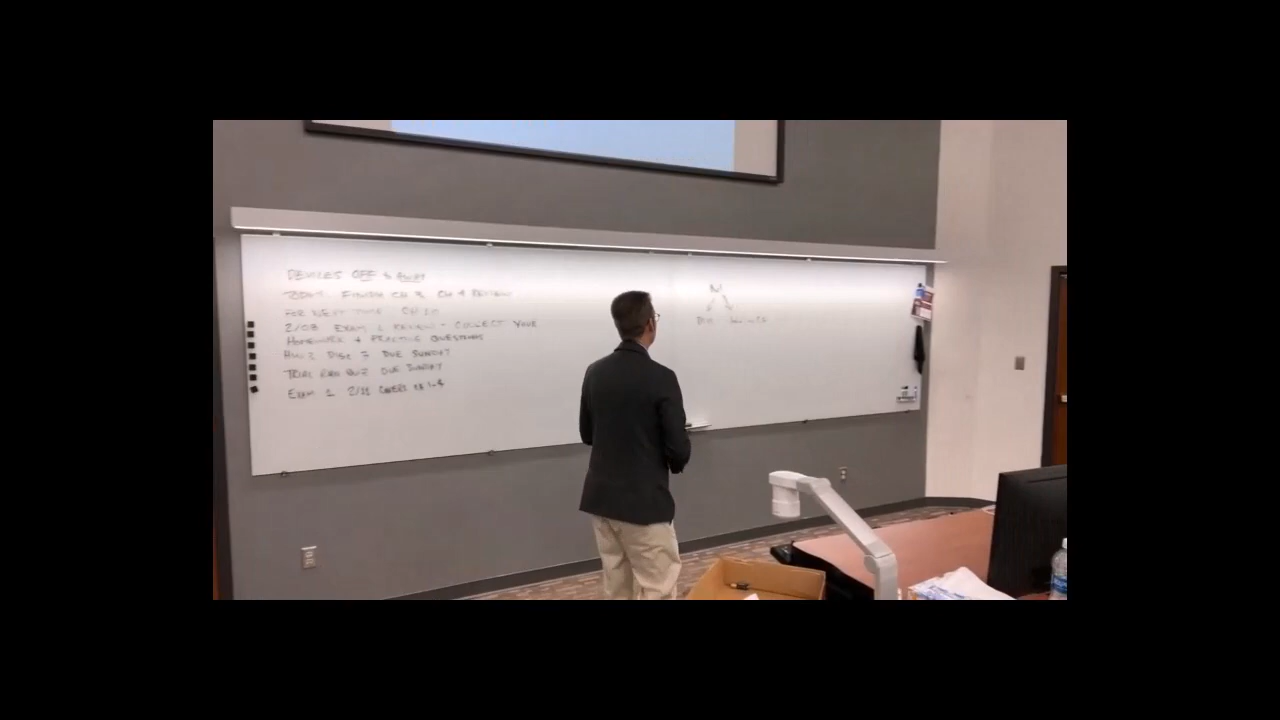 DEVICES OFF & AWAY
TODAY FINISH CH 3 CH 4 REVIEW
FOR NEXT TIME CH
2/08 EXAM 1 REVIEW - COLLECT YOUR
HOMEWORK & PRACTICE QUESTIONS
HW 3 DISC 3 DUE SUNDAY
TRIAL RUN QUIZ DUE SUNDAY
EXAM 1 2/11 COVERS CH 1-4